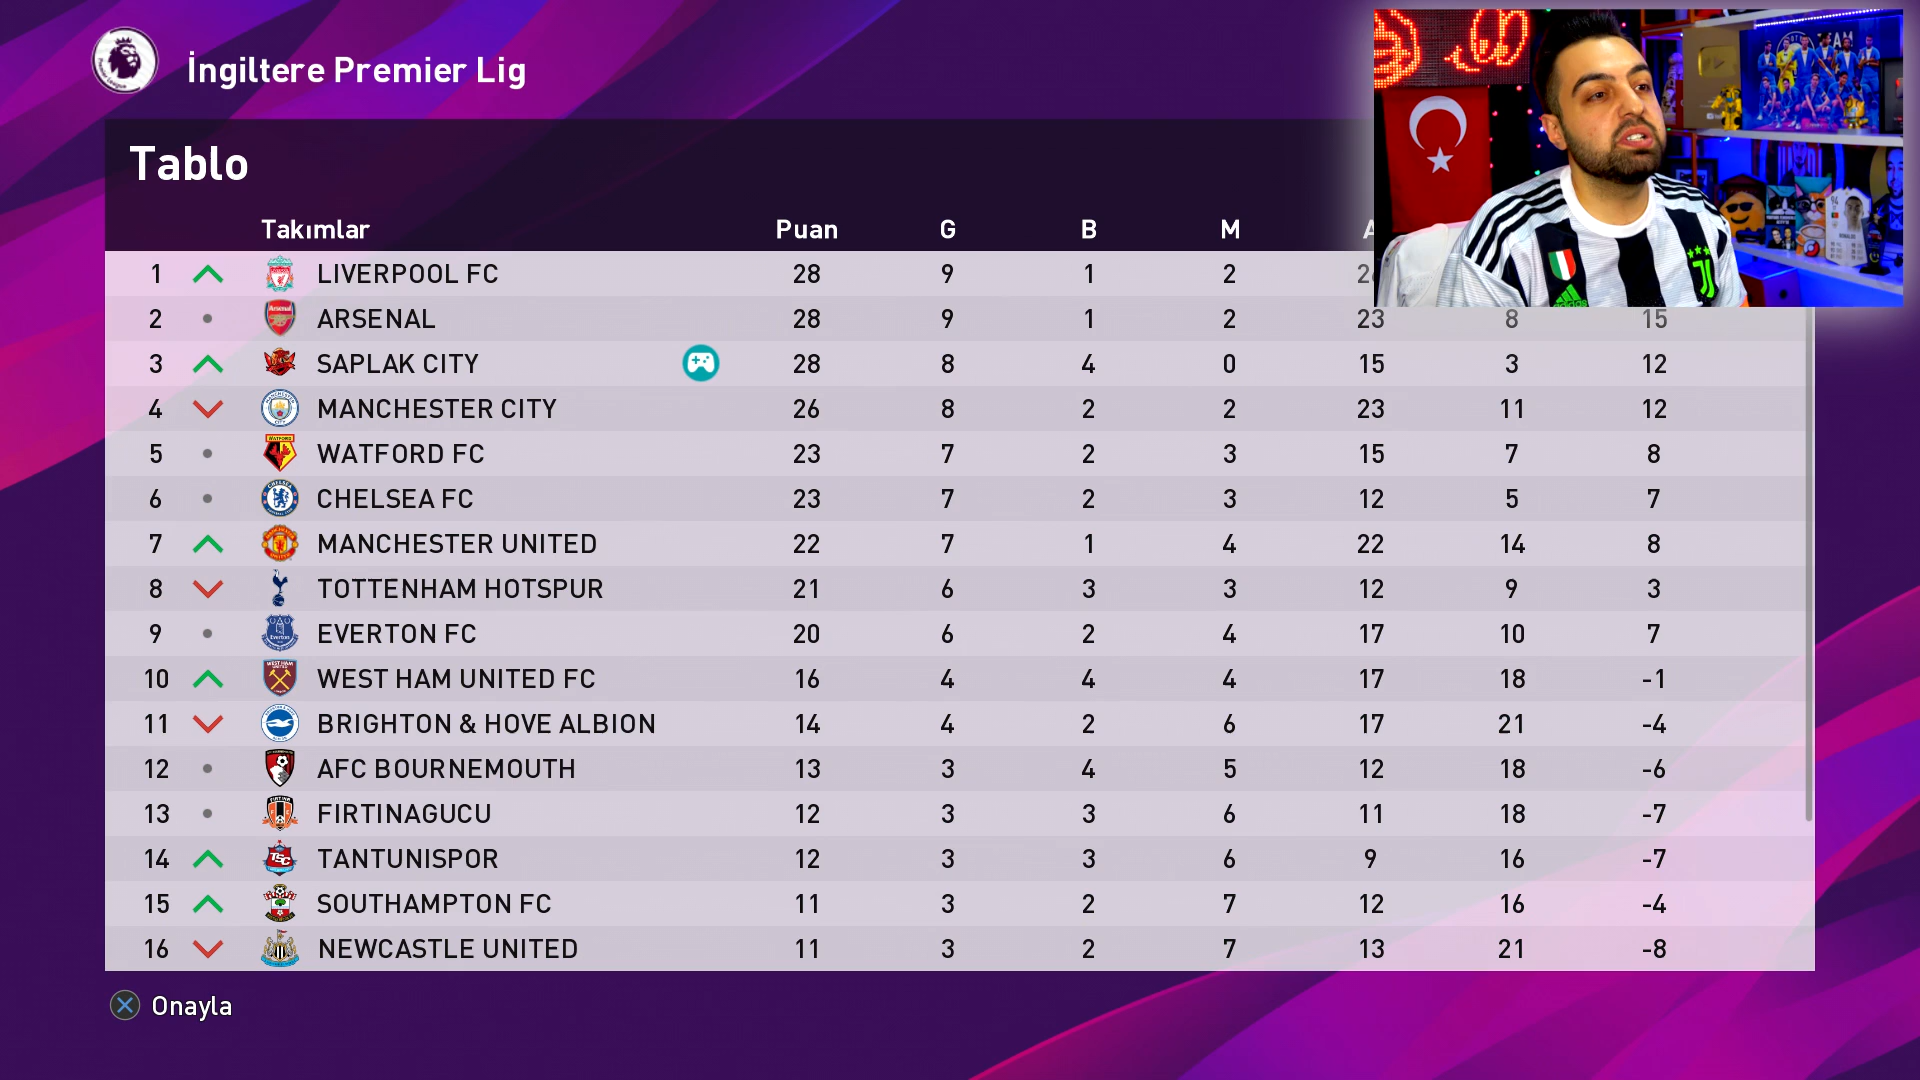 İngiltere Premier Lig
Tablo
Takımlar Puan G B M
1 LIVERPOOL FC 28 9 1 2
2 ARSENAL 28 9 1 2 23 8 15
3 SAPLAK CITY 28 8 4 0 15 3 12
4 MANCHESTER CITY 26 8 2 2 23 11 12
5 WATFORD FC 23 7 2 3 15 7 8
6 CHELSEA FC 23 7 2 3 12 5 7
7 MANCHESTER UNITED 22 7 1 4 22 14 8
8 TOTTENHAM HOTSPUR 21 6 3 3 12 9 3
9 EVERTON FC 20 6 2 4 17 10 7
10 WEST HAM UNITED FC 16 4 4 4 17 18 -1
11 BRIGHTON & HOVE ALBION 14 4 2 6 17 21 -4
12 AFC BOURNEMOUTH 13 3 4 5 12 18 -6
13 FIRTINAGUCU 12 3 3 6 11 18 -7
14 TANTUNISPOR 12 3 3 6 9 16 -7
15 SOUTHAMPTON FC 11 3 2 7 12 16 -4
16 NEWCASTLE UNITED 11 3 2 7 13 21 -8
Onayla